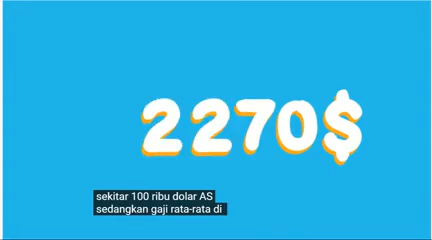 2270$
sekitar 100 ribu dolar AS
sedangkan gaji rata-rata di